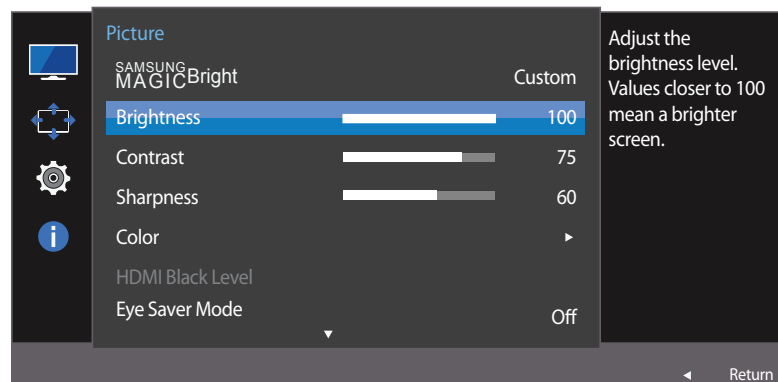 Picture
SAMSUNG
MAGICBright Custom
Brightness 100
Contrast 75
Sharpness 60
Color
HDMI Black Level
Eye Saver Mode Off
Adjust the
brightness level.
Values closer to 100
mean a brighter
screen.
Return